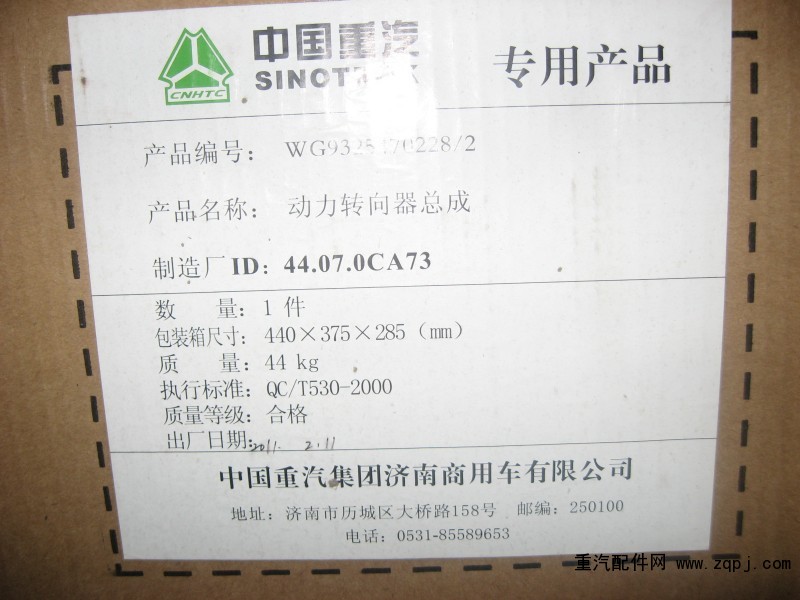 中国重汽
CNHTC
专用产品
产品编号: WG9325470228/2
产品名称: 动力转向器总成
制造厂ID: 44.07.0CA73
数 量: 1 件
包装箱尺寸: 440×375×285(mm)
质 量: 44 kg
执行标准: QC/T530-2000
质量等级: 合格
出厂日期: 2011. 2.11
中国重汽集团济南商用车有限公司
地址: 济南市历城区大桥路158号 邮编: 250100
电话: 0531-85589653
重汽配件网 www.zqpj.com